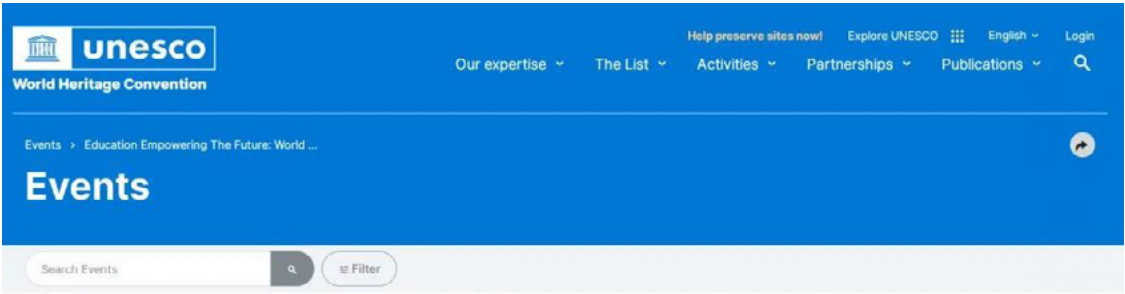 unesco
World Heritage Convention
Help preserve sites now! Explore UNESCO English Login
Our expertise The List Activities Partnerships Publications
Events > Education Empowering The Future: World ...
Events
Search Events
Filter